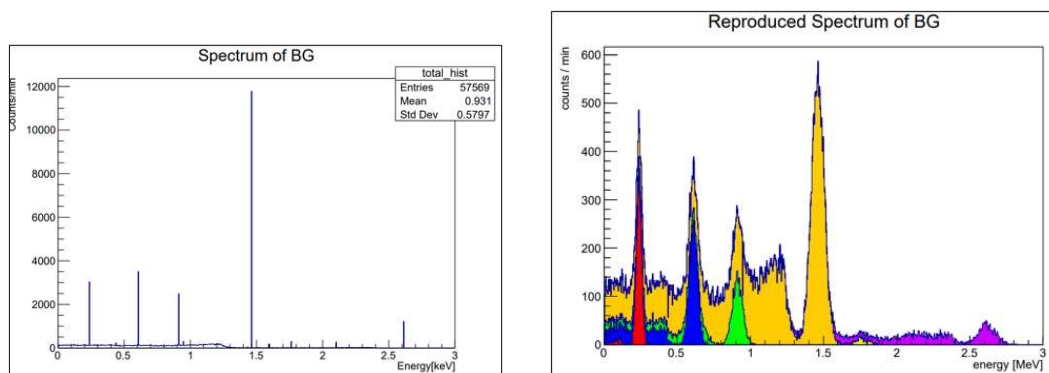 Spectrum of BG
Counts/min
total_hist
Entries 57569
Mean 0.931
Std Dev 0.5797
12000
10000
8000
6000
4000
2000
0
0 0.5 1 1.5 2 2.5 3
Energy[keV]
Reproduced Spectrum of BG
counts / min
600
500
400
300
200
100
0
0 0.5 1 1.5 2 2.5 3
energy [MeV]